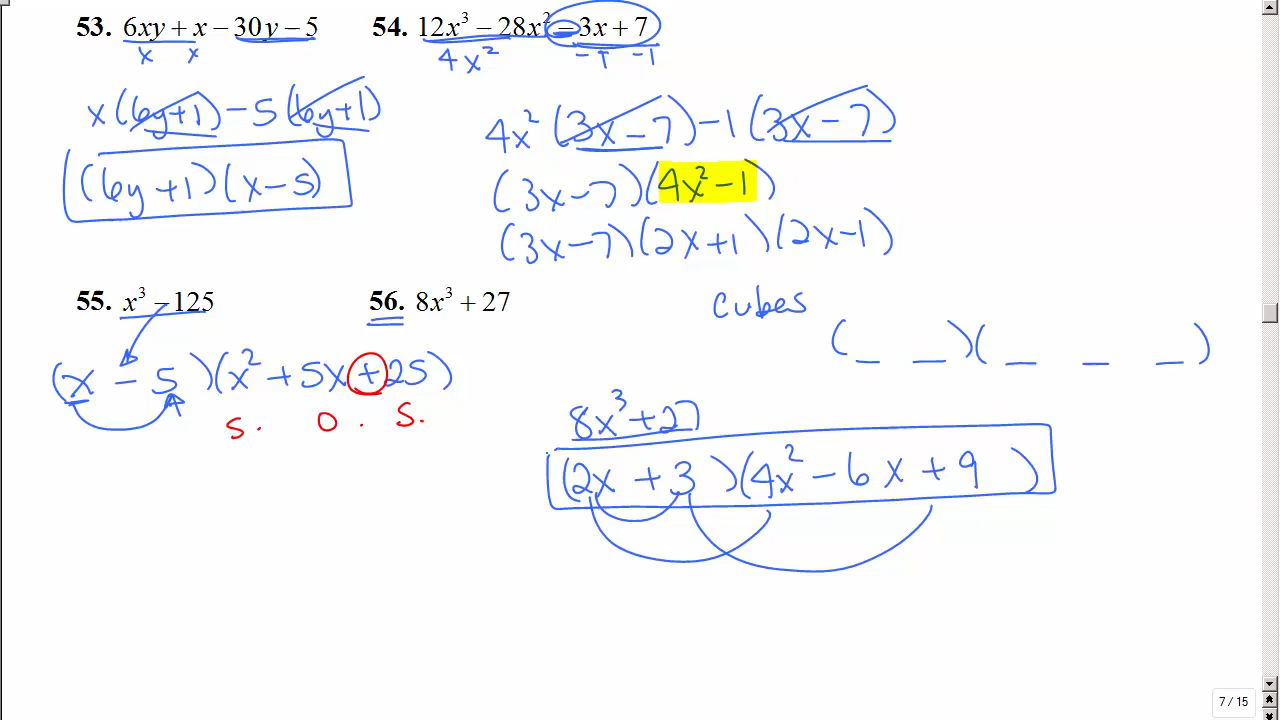 53. 6xy + x − 30y − 5
x x
x(6y+1) − 5(6y+1)
(6y+1)(x−5)
54. 12x³ − 28x² − 3x + 7
4x² −1 −1
4x²(3x−7)−1(3x−7)
(3x−7)(4x²−1)
(3x−7)(2x+1)(2x−1)
55. x³ − 125
(x − 5)(x² + 5x + 25)
S. O. S.
56. 8x³ + 27
cubes
(_ _)(_ _ _)
8x³+27
(2x + 3)(4x² − 6x + 9)
7 / 15